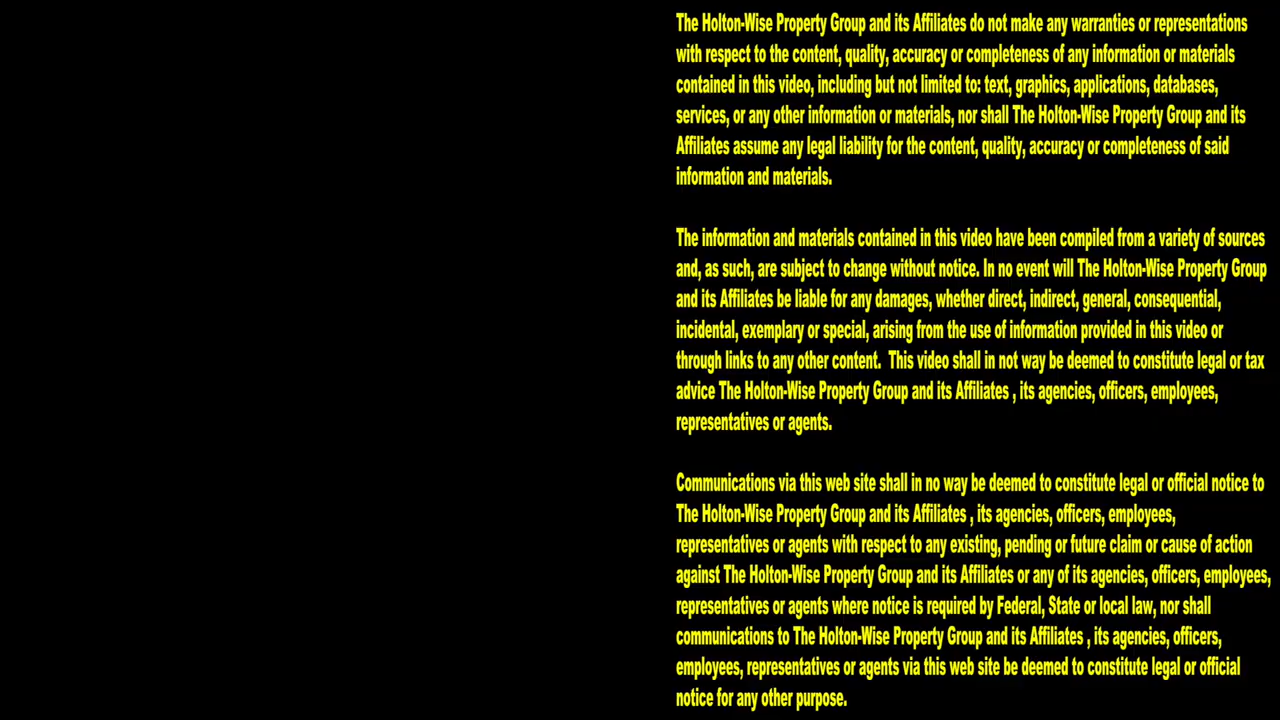 The Holton-Wise Property Group and its Affiliates do not make any warranties or representations
with respect to the content, quality, accuracy or completeness of any information or materials
contained in this video, including but not limited to: text, graphics, applications, databases,
services, or any other information or materials, nor shall The Holton-Wise Property Group and its
Affiliates assume any legal liability for the content, quality, accuracy or completeness of said
information and materials.
The information and materials contained in this video have been compiled from a variety of sources
and, as such, are subject to change without notice. In no event will The Holton-Wise Property Group
and its Affiliates be liable for any damages, whether direct, indirect, general, consequential,
incidental, exemplary or special, arising from the use of information provided in this video or
through links to any other content.  This video shall in not way be deemed to constitute legal or tax
advice The Holton-Wise Property Group and its Affiliates , its agencies, officers, employees,
representatives or agents.
Communications via this web site shall in no way be deemed to constitute legal or official notice to
The Holton-Wise Property Group and its Affiliates , its agencies, officers, employees,
representatives or agents with respect to any existing, pending or future claim or cause of action
against The Holton-Wise Property Group and its Affiliates or any of its agencies, officers, employees,
representatives or agents where notice is required by Federal, State or local law, nor shall
communications to The Holton-Wise Property Group and its Affiliates , its agencies, officers,
employees, representatives or agents via this web site be deemed to constitute legal or official
notice for any other purpose.